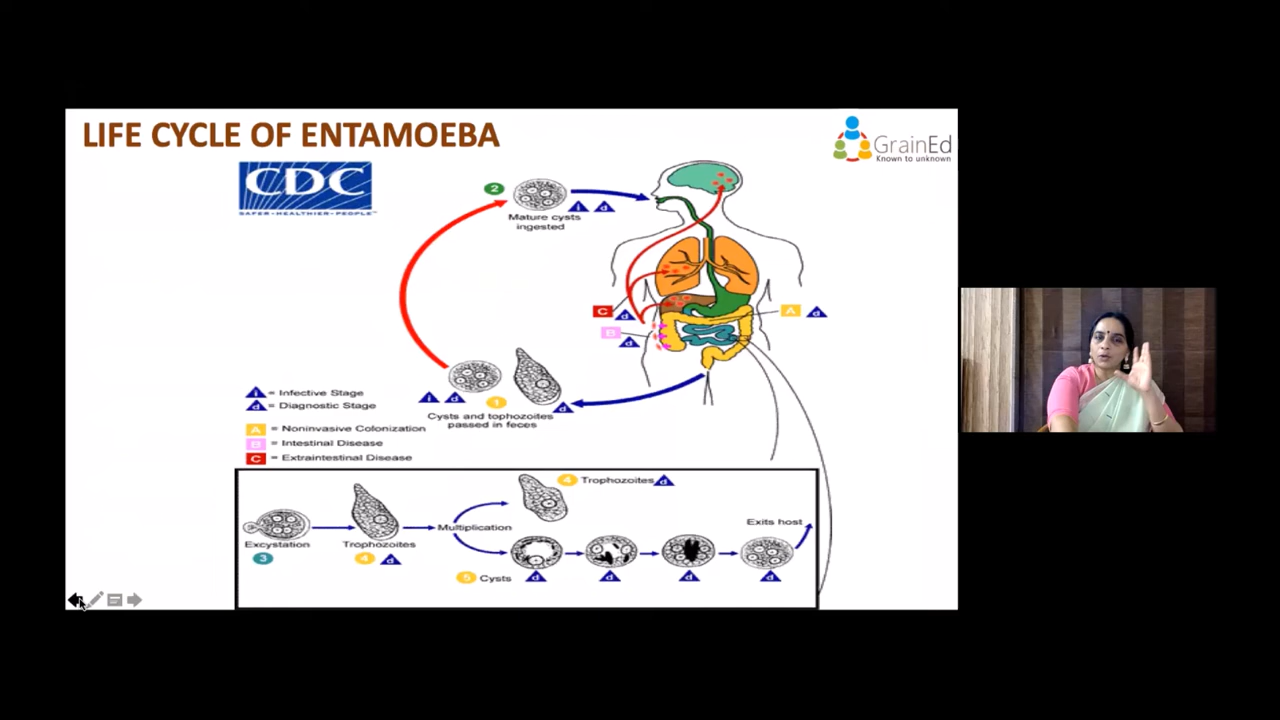 LIFE CYCLE OF ENTAMOEBA
GrainEd
Known to unknown
CDC
SAFER•HEALTHIER•PEOPLE™
2
Mature cysts
ingested
i d
C d
B d
A d
i d
1 d
Cysts and tophozoites
passed in feces
i = Infective Stage
d = Diagnostic Stage
A = Noninvasive Colonization
B = Intestinal Disease
C = Extraintestinal Disease
4 Trophozoites d
Exits host
Multiplication
Excystation
3
Trophozoites
4 d
5 Cysts d d d d